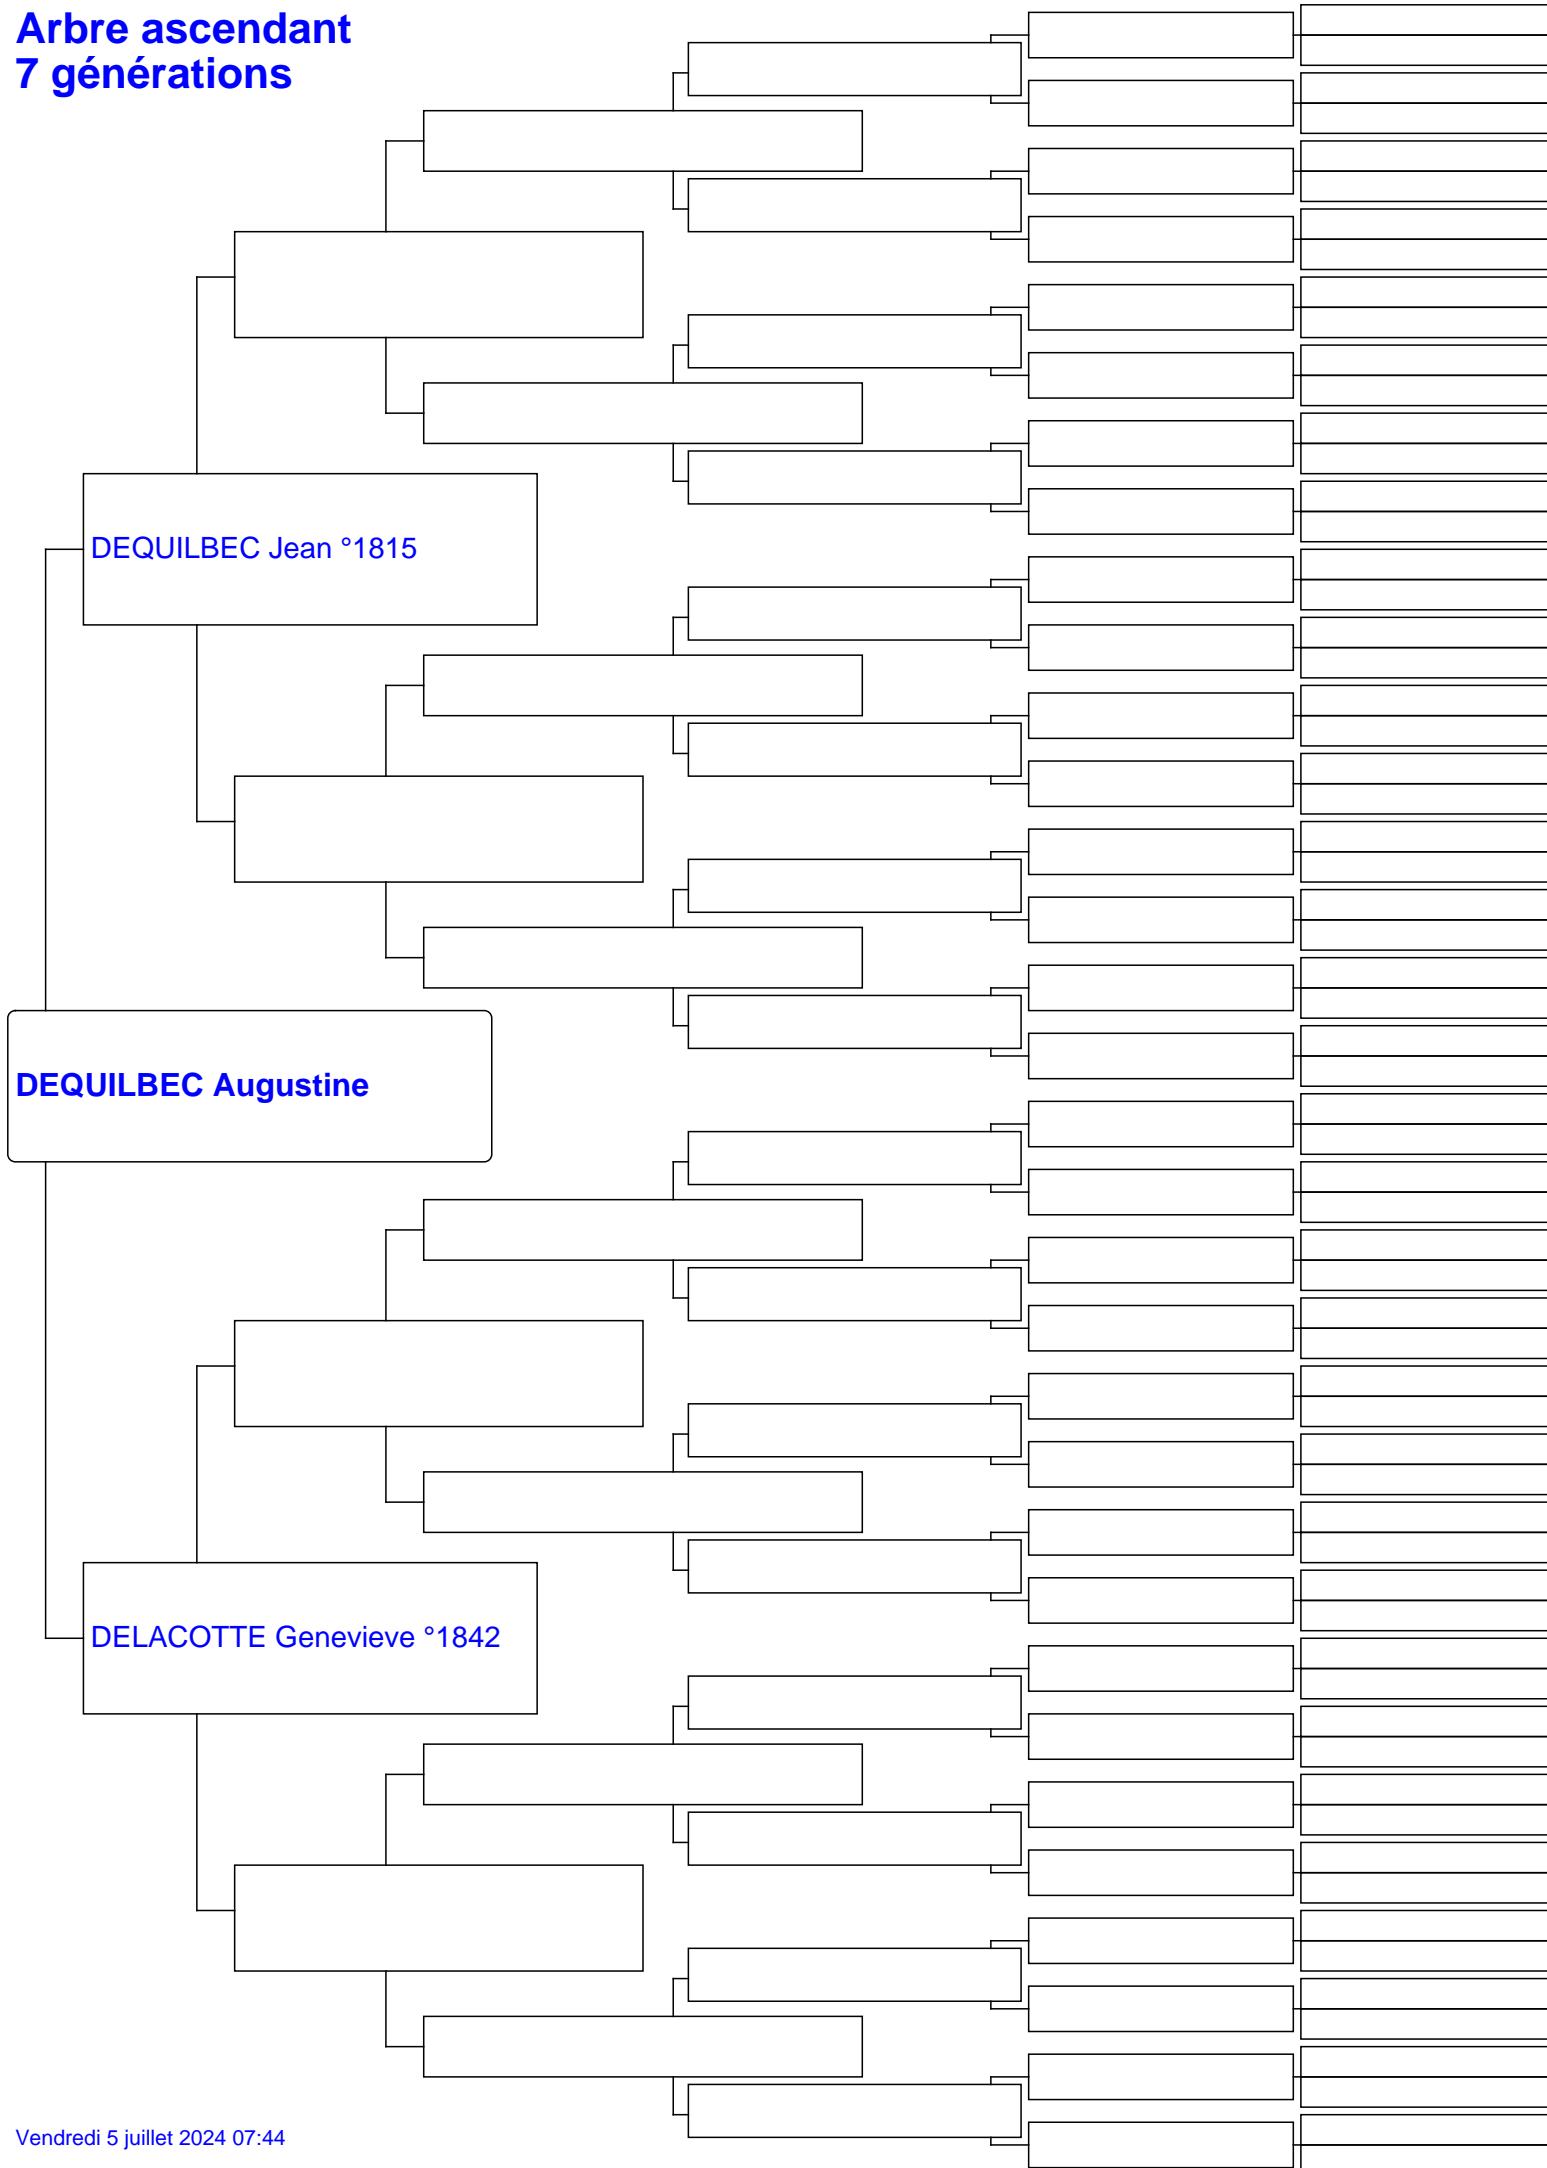 Arbre ascendant
7 générations
DEQUILBEC Jean °1815
DEQUILBEC Augustine
DELACOTTE Genevieve °1842
Vendredi 5 juillet 2024 07:44